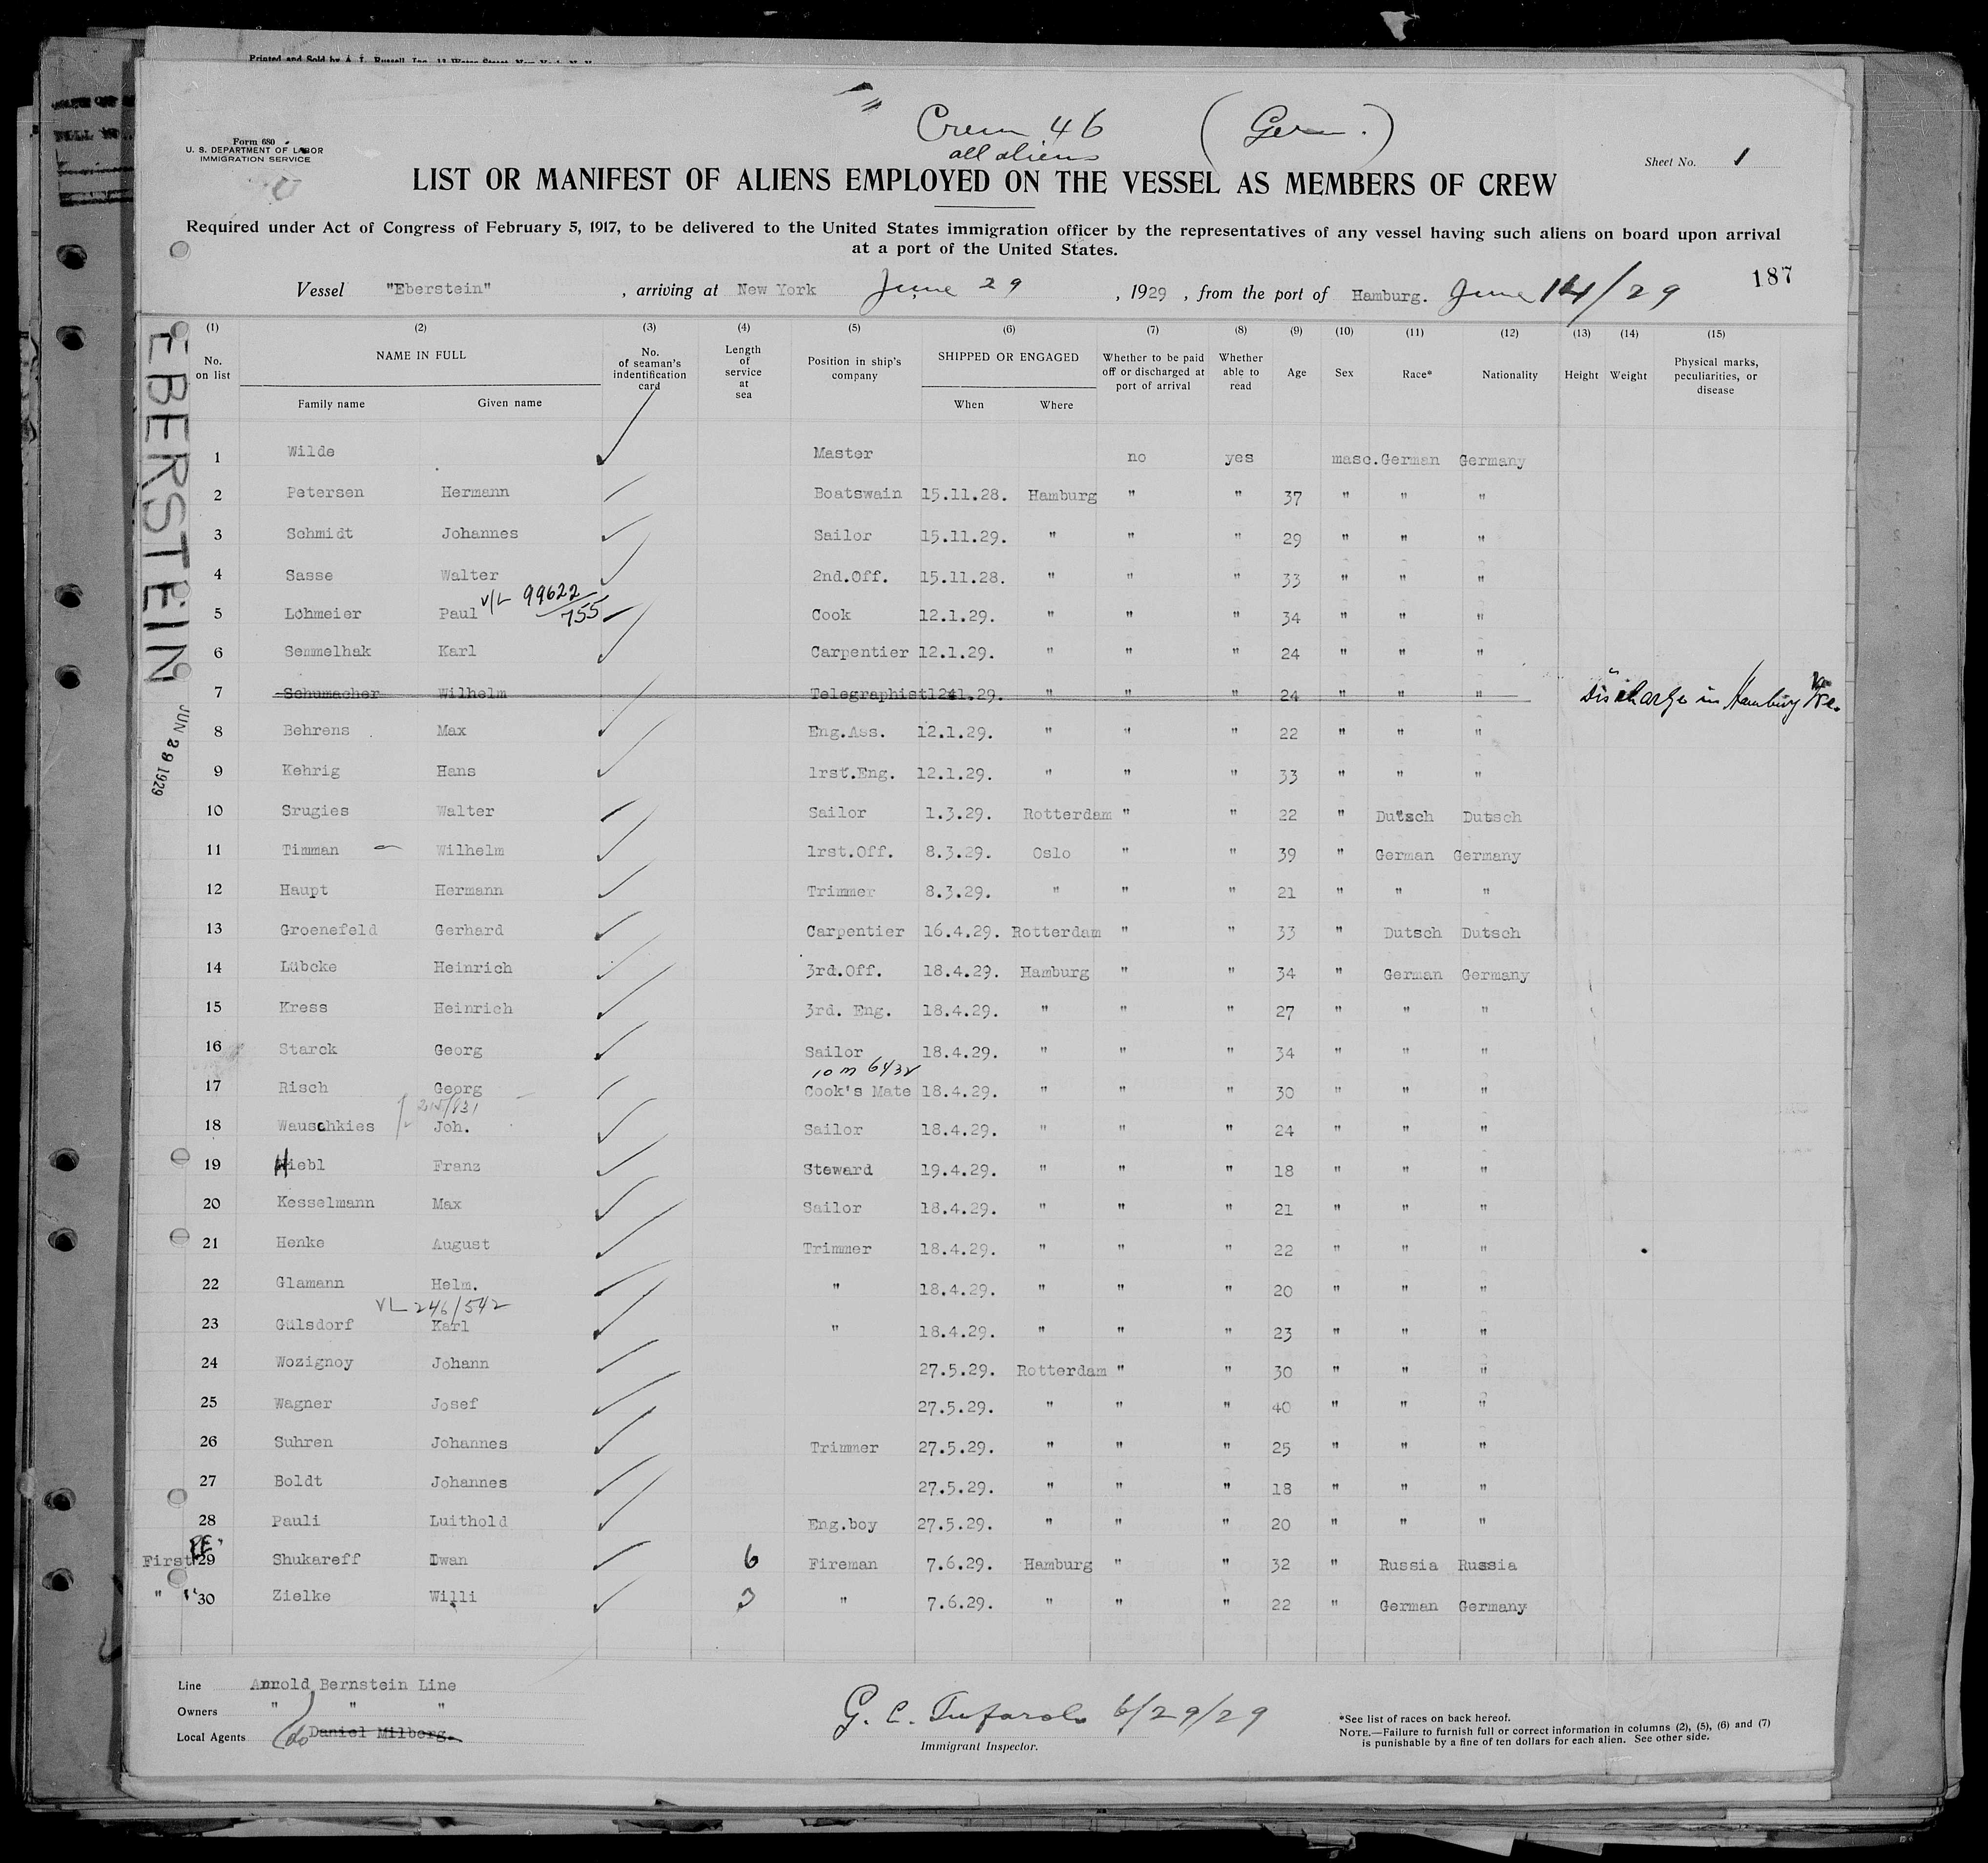 Printed and Sold by A. I. Russell, Inc. 13 Water Street, New York, N. Y.
Crew 46 (Germ.)
all aliens
Form 680
U. S. DEPARTMENT OF LABOR
IMMIGRATION SERVICE
Sheet No. 1
LIST OR MANIFEST OF ALIENS EMPLOYED ON THE VESSEL AS MEMBERS OF CREW
Required under Act of Congress of February 5, 1917, to be delivered to the United States immigration officer by the representatives of any vessel having such aliens on board upon arrival
at a port of the United States.
187
Vessel "Eberstein" , arriving at New York June 29 , 1929 , from the port of Hamburg. June 14/29
EBERSTEIN
JUN 29 1929
(1) (2) (3) (4) (5) (6) (7) (8) (9) (10) (11) (12) (13) (14) (15)
No. on list NAME IN FULL No. of seaman's indentification card Length of service at sea Position in ship's company SHIPPED OR ENGAGED Whether to be paid off or discharged at port of arrival Whether able to read Age Sex Race* Nationality Height Weight Physical marks, peculiarities, or disease
Family name Given name When Where
1 Wilde Master no yes masc. German Germany
2 Petersen Hermann Boatswain 15.11.28. Hamburg " " 37 " " "
3 Schmidt Johannes Sailor 15.11.29. " " " 29 " " "
4 Sasse Walter 2nd.Off. 15.11.28. " " " 33 " " "
V/L 99622/755
5 Löhmeier Paul Cook 12.1.29. " " " 34 " " "
6 Semmelhak Karl Carpentier 12.1.29. " " " 24 " " "
7 Schumacher Wilhelm Telegraphist 12.1.29. " " " 24 " " " Discharge in Hamburg
8 Behrens Max Eng.Ass. 12.1.29. " " " 22 " " "
9 Kehrig Hans 1rst.Eng. 12.1.29. " " " 33 " " "
10 Srugies Walter Sailor 1.3.29. Rotterdam " " 22 " Dutsch Dutsch
11 Timman Wilhelm 1rst.Off. 8.3.29. Oslo " " 39 " German Germany
12 Haupt Hermann Trimmer 8.3.29. " " " 21 " " "
13 Groenefeld Gerhard Carpentier 16.4.29. Rotterdam " " 33 " Dutsch Dutsch
14 Lübcke Heinrich 3rd.Off. 18.4.29. Hamburg " " 34 " German Germany
15 Kress Heinrich 3rd. Eng. 18.4.29. " " " 27 " " "
16 Starck Georg Sailor 18.4.29. " " " 34 " " "
17 Risch Georg Cook's Mate 18.4.29. " " " 30 " " "
18 Wauschkies Joh. Sailor 18.4.29. " " " 24 " " "
19 Hiebl Franz Steward 19.4.29. " " " 18 " " "
20 Kesselmann Max Sailor 18.4.29. " " " 21 " " "
21 Henke August Trimmer 18.4.29. " " " 22 " " "
22 Glamann Helm. " 18.4.29. " " " 20 " " "
VL 246/542
23 Gülsdorf Karl " 18.4.29. " " " 23 " " "
24 Wozignoy Johann 27.5.29. Rotterdam " " 30 " " "
25 Wagner Josef 27.5.29. " " " 40 " " "
26 Suhren Johannes Trimmer 27.5.29. " " " 25 " " "
27 Boldt Johannes 27.5.29. " " " 18 " " "
28 Pauli Luithold Eng.boy 27.5.29. " " " 20 " " "
First 29 Shukareff Iwan 6 Fireman 7.6.29. Hamburg " " 32 " Russia Russia
" 30 Zielke Willi 3 " 7.6.29. " " " 22 " German Germany
Line Arnold Bernstein Line
Owners " " "
Local Agents do Daniel Milberg.
G. C. Tufarolo 6/29/29
Immigrant Inspector.
*See list of races on back hereof.
NOTE.—Failure to furnish full or correct information in columns (2), (5), (6) and (7)
is punishable by a fine of ten dollars for each alien. See other side.